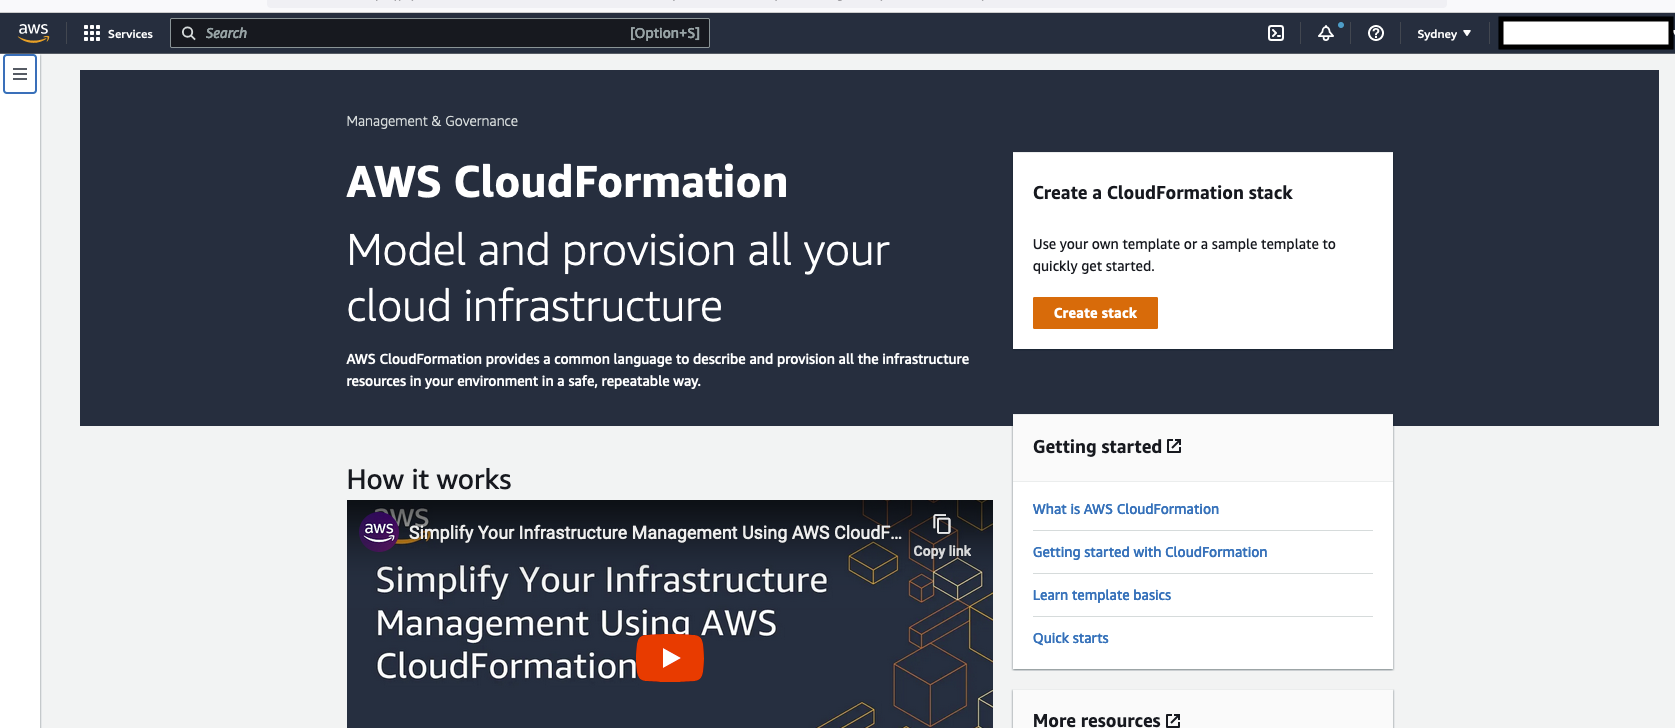 aws
Services
Search
[Option+S]
Sydney
Management & Governance
AWS CloudFormation
Model and provision all your
cloud infrastructure
AWS CloudFormation provides a common language to describe and provision all the infrastructure
resources in your environment in a safe, repeatable way.
Create a CloudFormation stack
Use your own template or a sample template to
quickly get started.
Create stack
How it works
aws
aws
Simplify Your Infrastructure Management Using AWS CloudF...
Copy link
Simplify Your Infrastructure
Management Using AWS
CloudFormation
Getting started
What is AWS CloudFormation
Getting started with CloudFormation
Learn template basics
Quick starts
More resources